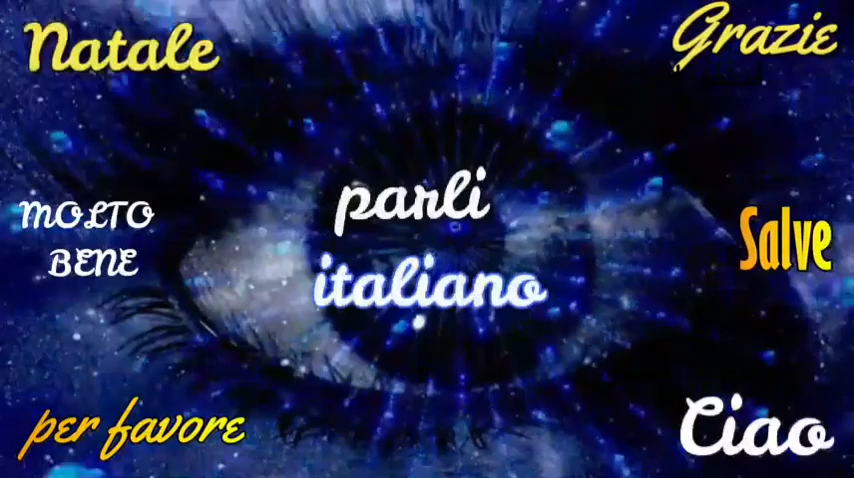 Natale
Grazie
parli
italiano
MOLTO
BENE
Salve
per favore
Ciao